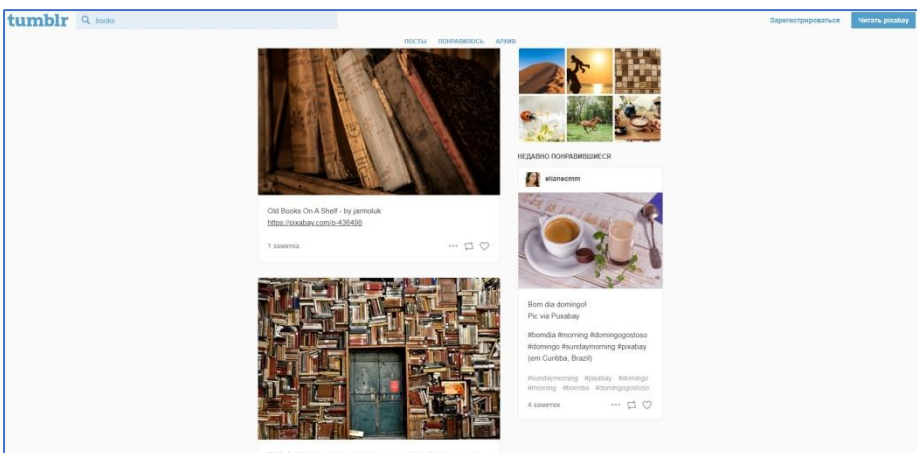 tumblr
books
Зарегистрироваться
Читать pixabay
ПОСТЫ ПОНРАВИЛОСЬ АРХИВ
Old Books On A Shelf - by jarmoluk
https://pixabay.com/p-436498
1 заметка
НЕДАВНО ПОНРАВИВШИЕСЯ
elianecmm
Bom dia domingo!
Pic via Puxabay
#bomdia #morning #domingogostoso
#domingo #sundaymorning #pixabay
(em Curitiba, Brazil)
#sundaymorning #pixabay #domingo
#morning #bomdia #domingogostoso
4 заметки